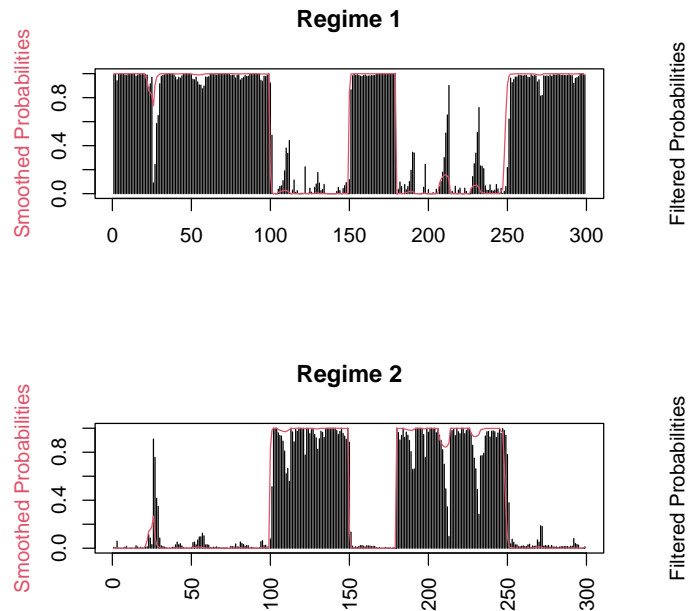 Regime 1
Smoothed Probabilities
Filtered Probabilities
0.8
0.4
0.0
0 50 100 150 200 250 300
Regime 2
Smoothed Probabilities
Filtered Probabilities
0.8
0.4
0.0
0
50
100
150
200
250
300